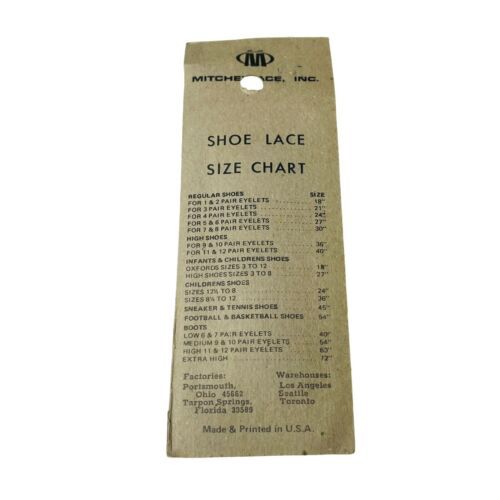 M
MITCHE ACE, INC.
SHOE LACE
SIZE CHART
REGULAR SHOES SIZE
FOR 1 & 2 PAIR EYELETS 18"
FOR 3 PAIR EYELETS 21"
FOR 4 PAIR EYELETS 24"
FOR 5 & 6 PAIR EYELETS 27"
FOR 7 & 8 PAIR EYELETS 30"
HIGH SHOES
FOR 9 & 10 PAIR EYELETS 36"
FOR 11 & 12 PAIR EYELETS 40"
INFANTS & CHILDRENS SHOES
OXFORDS SIZES 3 TO 12 18"
HIGH SHOES SIZES 3 TO 8 27"
CHILDRENS SHOES
SIZES 12½ TO 8 24"
SIZES 8½ TO 12 36"
SNEAKER & TENNIS SHOES 45"
FOOTBALL & BASKETBALL SHOES 54"
BOOTS
LOW 6 & 7 PAIR EYELETS 40"
MEDIUM 9 & 10 PAIR EYELETS 54"
HIGH 11 & 12 PAIR EYELETS 63"
EXTRA HIGH 72"
Factories: Warehouses:
Portsmouth, Los Angeles
Ohio 45662 Seattle
Tarpon Springs, Toronto
Florida 33589
Made & Printed in U.S.A.